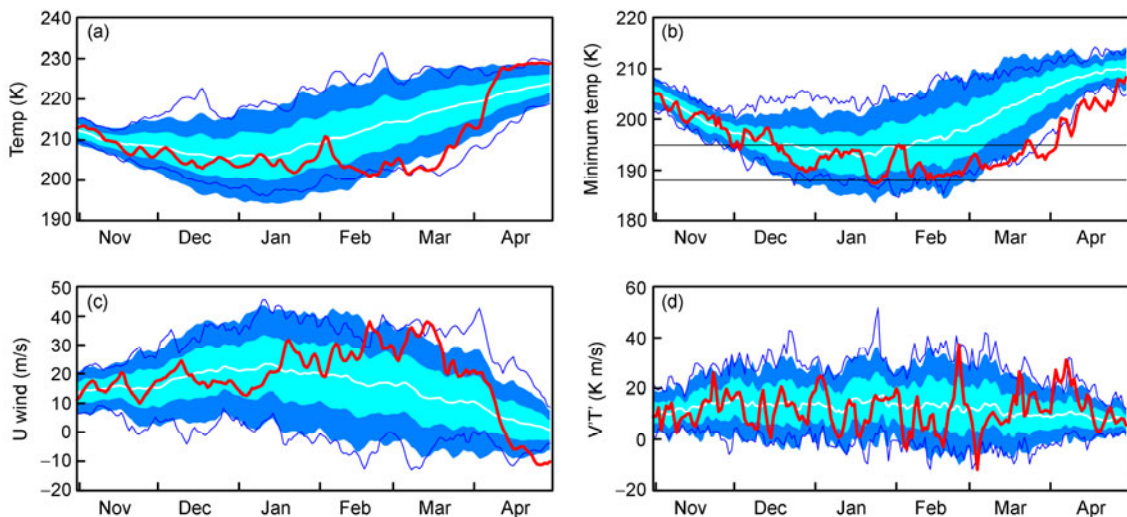 (a)
Temp (K)
240
230
220
210
200
190
Nov Dec Jan Feb Mar Apr
(b)
Minimum temp (K)
220
210
200
190
180
Nov Dec Jan Feb Mar Apr
(c)
U wind (m/s)
50
40
30
20
10
0
−10
−20
Nov Dec Jan Feb Mar Apr
(d)
V'T' (K m/s)
60
40
20
0
−20
Nov Dec Jan Feb Mar Apr